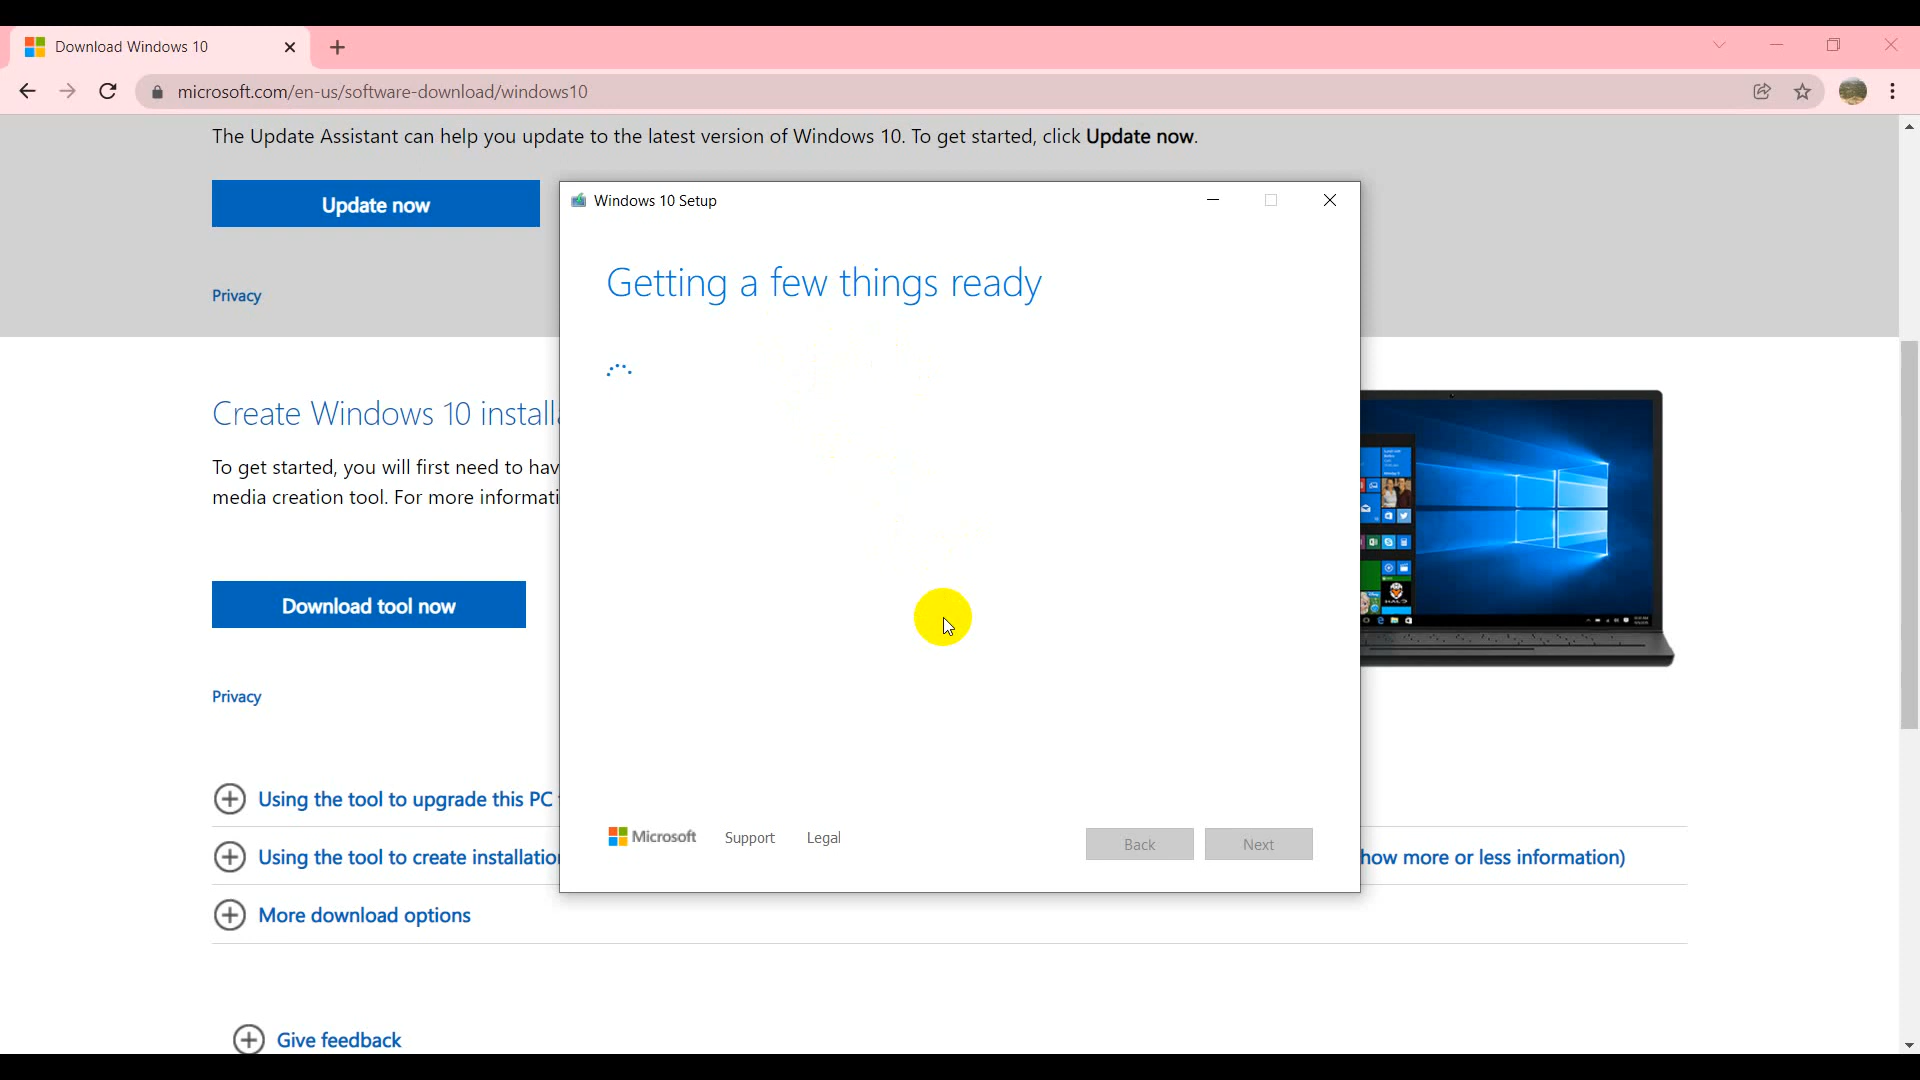 Download Windows 10
microsoft.com/en-us/software-download/windows10
The Update Assistant can help you update to the latest version of Windows 10. To get started, click Update now.
Update now
Privacy
Windows 10 Setup
Getting a few things ready
Create Windows 10 install
To get started, you will first need to hav
media creation tool. For more informati
Download tool now
Privacy
Microsoft
Support
Legal
Back
Next
Using the tool to upgrade this PC
Using the tool to create installatio
how more or less information)
More download options
Give feedback